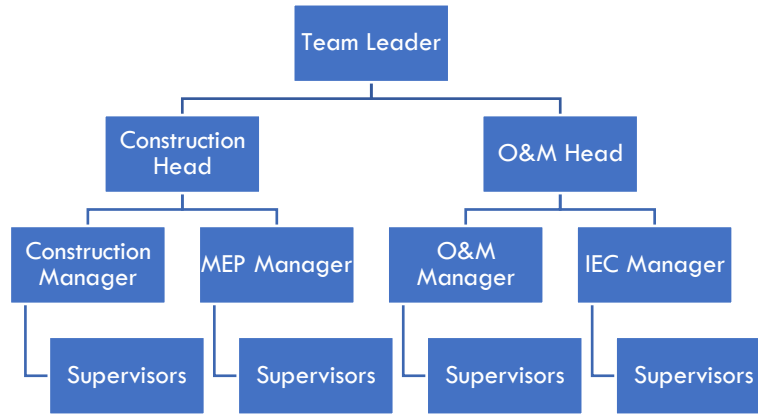 Team Leader
Construction
Head
O&M Head
Construction
Manager
MEP Manager
O&M
Manager
IEC Manager
Supervisors
Supervisors
Supervisors
Supervisors